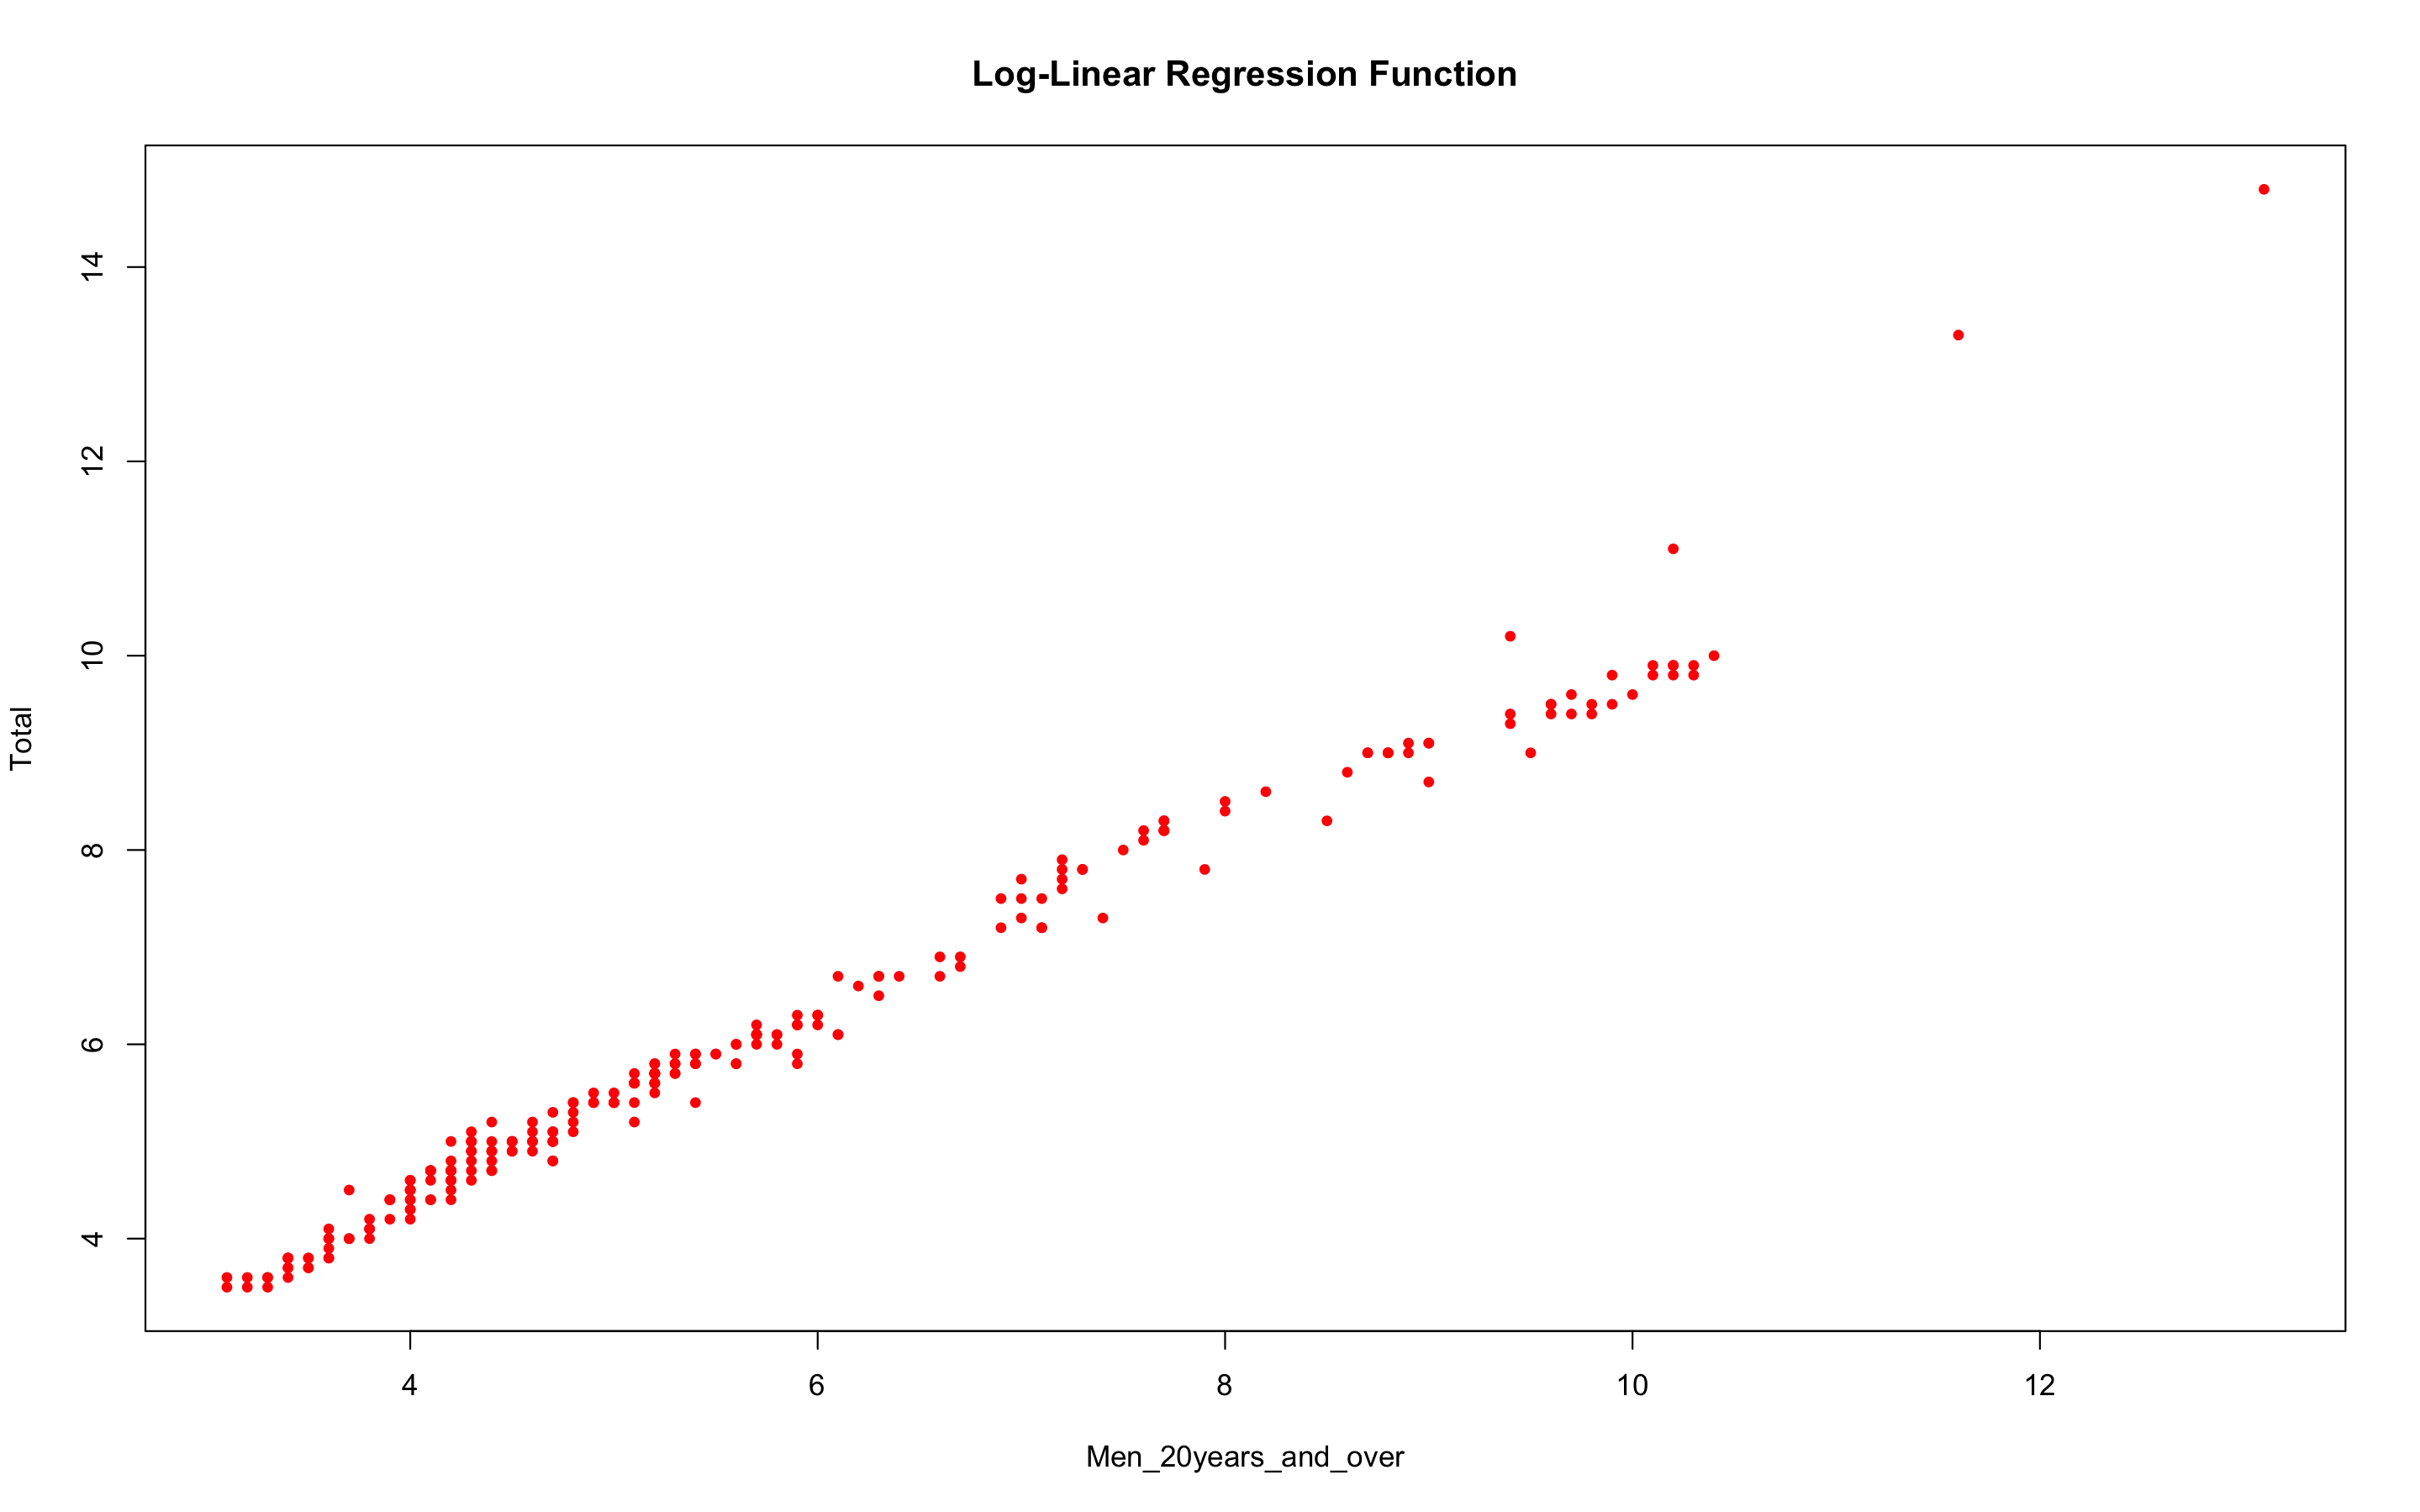 Log-Linear Regression Function
Total
14
12
10
8
6
4
4 6 8 10 12
Men_20years_and_over